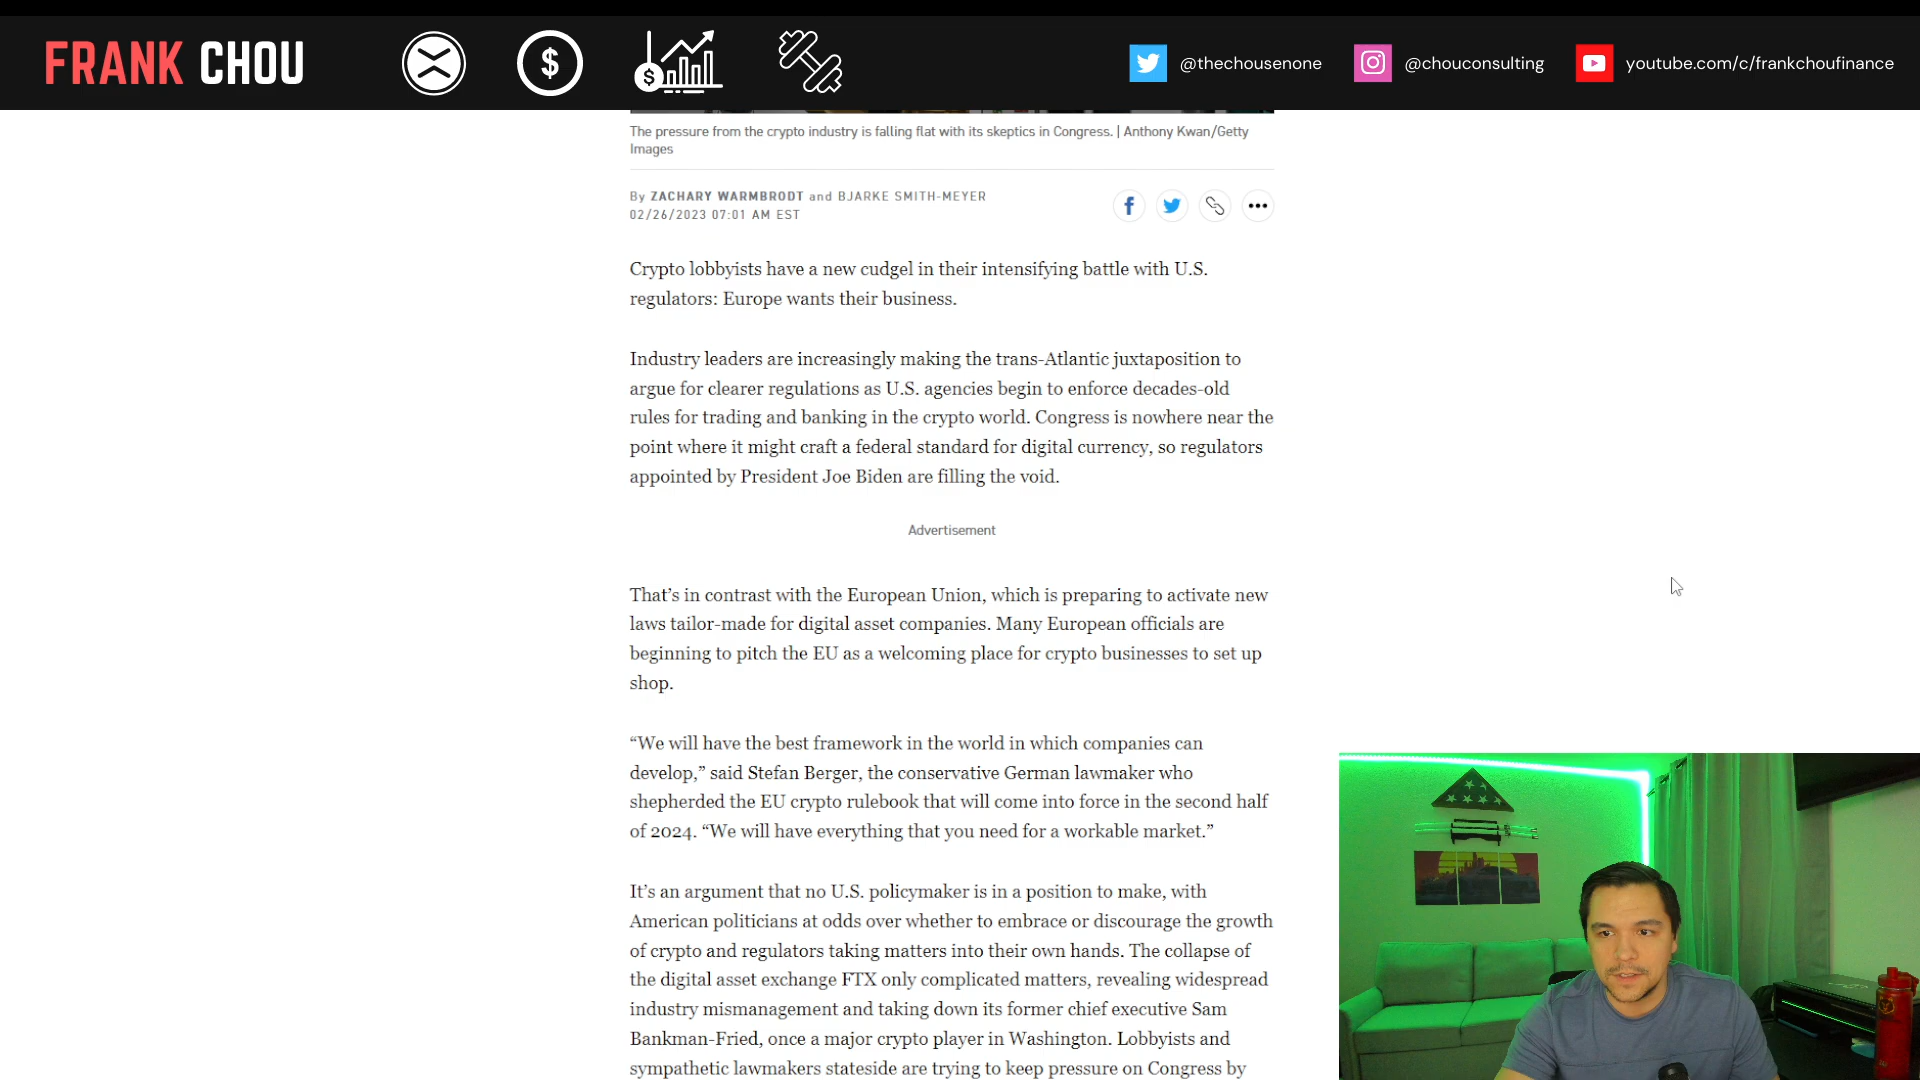 FRANK CHOU
@thechousenone
@chouconsulting
youtube.com/c/frankchoufinance
The pressure from the crypto industry is falling flat with its skeptics in Congress. | Anthony Kwan/Getty
Images
By ZACHARY WARMBRODT and BJARKE SMITH-MEYER
02/26/2023 07:01 AM EST
Crypto lobbyists have a new cudgel in their intensifying battle with U.S.
regulators: Europe wants their business.
Industry leaders are increasingly making the trans-Atlantic juxtaposition to
argue for clearer regulations as U.S. agencies begin to enforce decades-old
rules for trading and banking in the crypto world. Congress is nowhere near the
point where it might craft a federal standard for digital currency, so regulators
appointed by President Joe Biden are filling the void.
Advertisement
That’s in contrast with the European Union, which is preparing to activate new
laws tailor-made for digital asset companies. Many European officials are
beginning to pitch the EU as a welcoming place for crypto businesses to set up
shop.
“We will have the best framework in the world in which companies can
develop,” said Stefan Berger, the conservative German lawmaker who
shepherded the EU crypto rulebook that will come into force in the second half
of 2024. “We will have everything that you need for a workable market.”
It’s an argument that no U.S. policymaker is in a position to make, with
American politicians at odds over whether to embrace or discourage the growth
of crypto and regulators taking matters into their own hands. The collapse of
the digital asset exchange FTX only complicated matters, revealing widespread
industry mismanagement and taking down its former chief executive Sam
Bankman-Fried, once a major crypto player in Washington. Lobbyists and
sympathetic lawmakers stateside are trying to keep pressure on Congress by